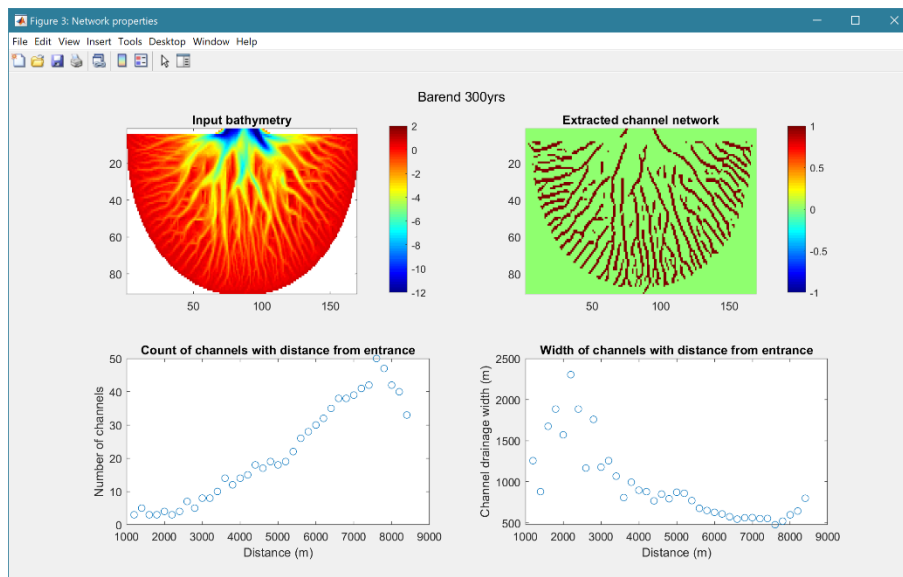 Figure 3: Network properties
File Edit View Insert Tools Desktop Window Help
Barend 300yrs
Input bathymetry
20
40
60
80
50
100
150
2
0
-2
-4
-6
-8
-10
-12
Extracted channel network
20
40
60
80
50
100
150
1
0.5
0
-0.5
-1
Count of channels with distance from entrance
Number of channels
50
40
30
20
10
0
1000 2000 3000 4000 5000 6000 7000 8000 9000
Distance (m)
Width of channels with distance from entrance
Channel drainage width (m)
2500
2000
1500
1000
500
1000 2000 3000 4000 5000 6000 7000 8000 9000
Distance (m)